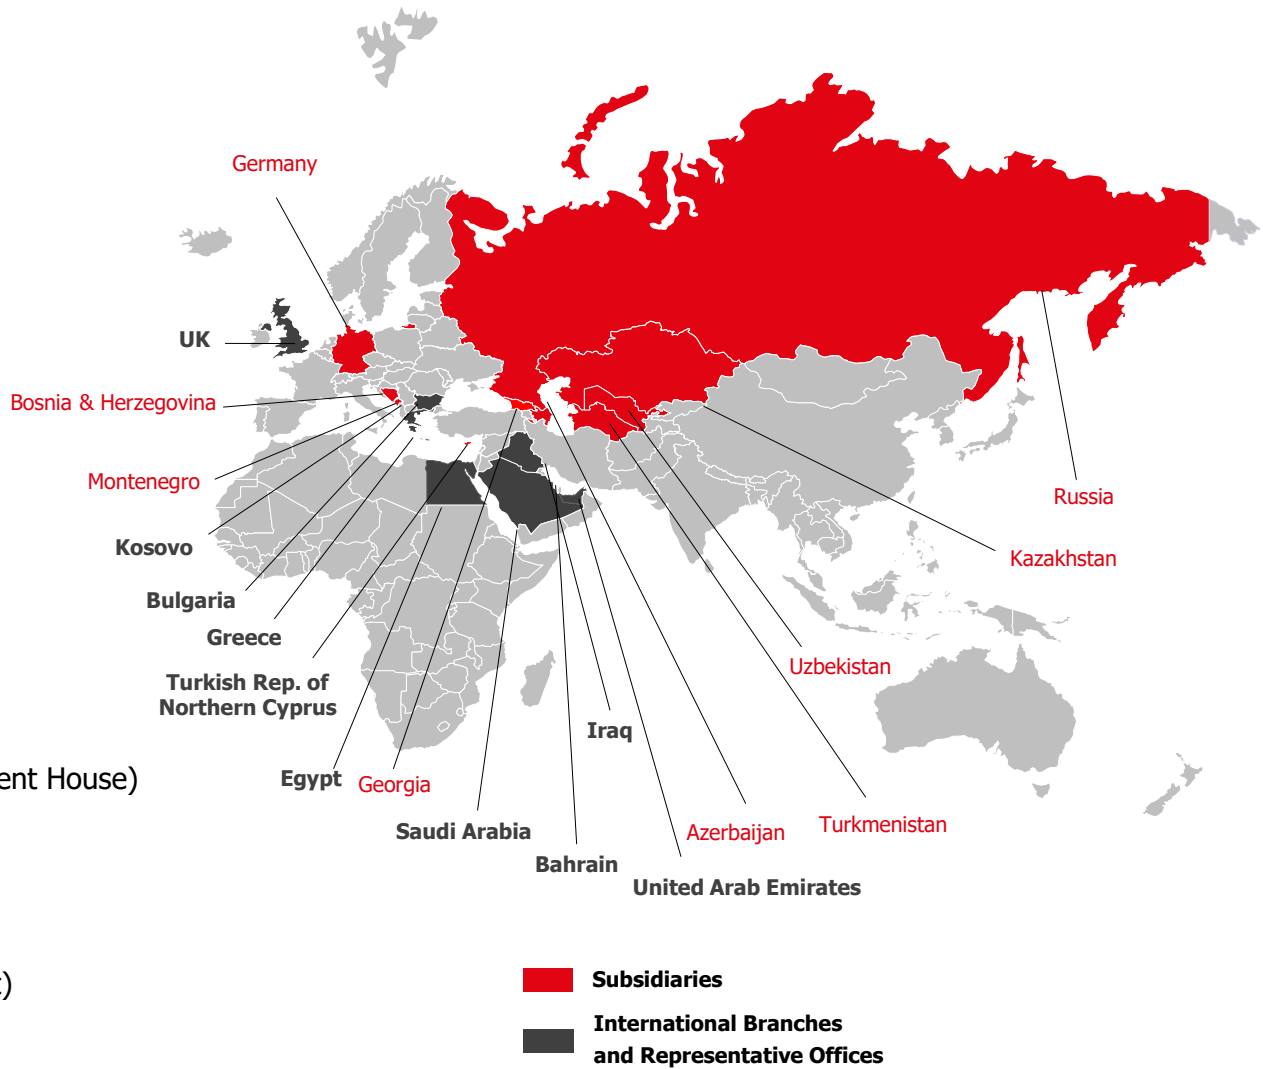 Germany
UK
Bosnia & Herzegovina
Montenegro
Russia
Kosovo
Kazakhstan
Bulgaria
Greece
Uzbekistan
Turkish Rep. of
Northern Cyprus
Iraq
Egypt
Georgia
ent House)
Saudi Arabia
Azerbaijan
Turkmenistan
Bahrain
United Arab Emirates
Subsidiaries
International Branches
and Representative Offices